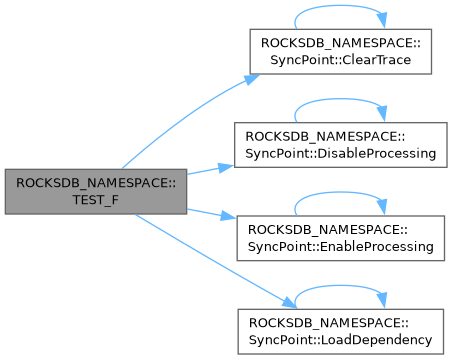 ROCKSDB_NAMESPACE::
SyncPoint::ClearTrace
ROCKSDB_NAMESPACE::
SyncPoint::DisableProcessing
ROCKSDB_NAMESPACE::
TEST_F
ROCKSDB_NAMESPACE::
SyncPoint::EnableProcessing
ROCKSDB_NAMESPACE::
SyncPoint::LoadDependency